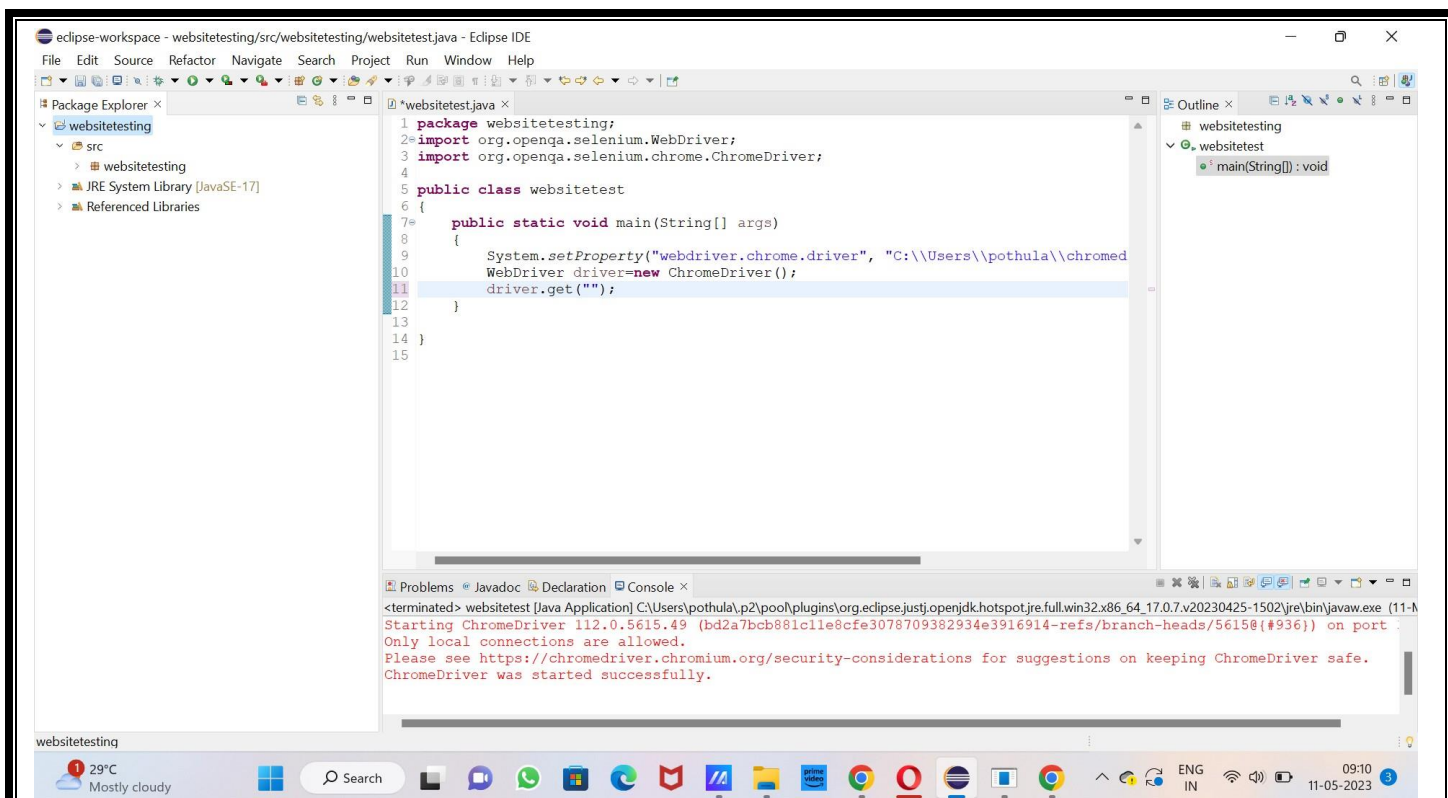 eclipse-workspace - websitetesting/src/websitetesting/websitetest.java - Eclipse IDE
File Edit Source Refactor Navigate Search Project Run Window Help
Package Explorer ×
websitetesting
src
websitetesting
JRE System Library [JavaSE-17]
Referenced Libraries
*websitetest.java ×
1 package websitetesting;
2 import org.openqa.selenium.WebDriver;
3 import org.openqa.selenium.chrome.ChromeDriver;
4
5 public class websitetest
6 {
7 public static void main(String[] args)
8 {
9 System.setProperty("webdriver.chrome.driver", "C:\\Users\\pothula\\chromed
10 WebDriver driver=new ChromeDriver();
11 driver.get("");
12 }
13
14 }
15
Outline ×
websitetesting
websitetest
main(String[]) : void
Problems Javadoc Declaration Console ×
<terminated> websitetest [Java Application] C:\Users\pothula\.p2\pool\plugins\org.eclipse.justj.openjdk.hotspot.jre.full.win32.x86_64_17.0.7.v20230425-1502\jre\bin\javaw.exe (11-M
Starting ChromeDriver 112.0.5615.49 (bd2a7bcb881c11e8cfe3078709382934e3916914-refs/branch-heads/5615@{#936}) on port
Only local connections are allowed.
Please see https://chromedriver.chromium.org/security-considerations for suggestions on keeping ChromeDriver safe.
ChromeDriver was started successfully.
websitetesting
1
29°C
Mostly cloudy
Search
prime video
ENG
IN
09:10
11-05-2023
3